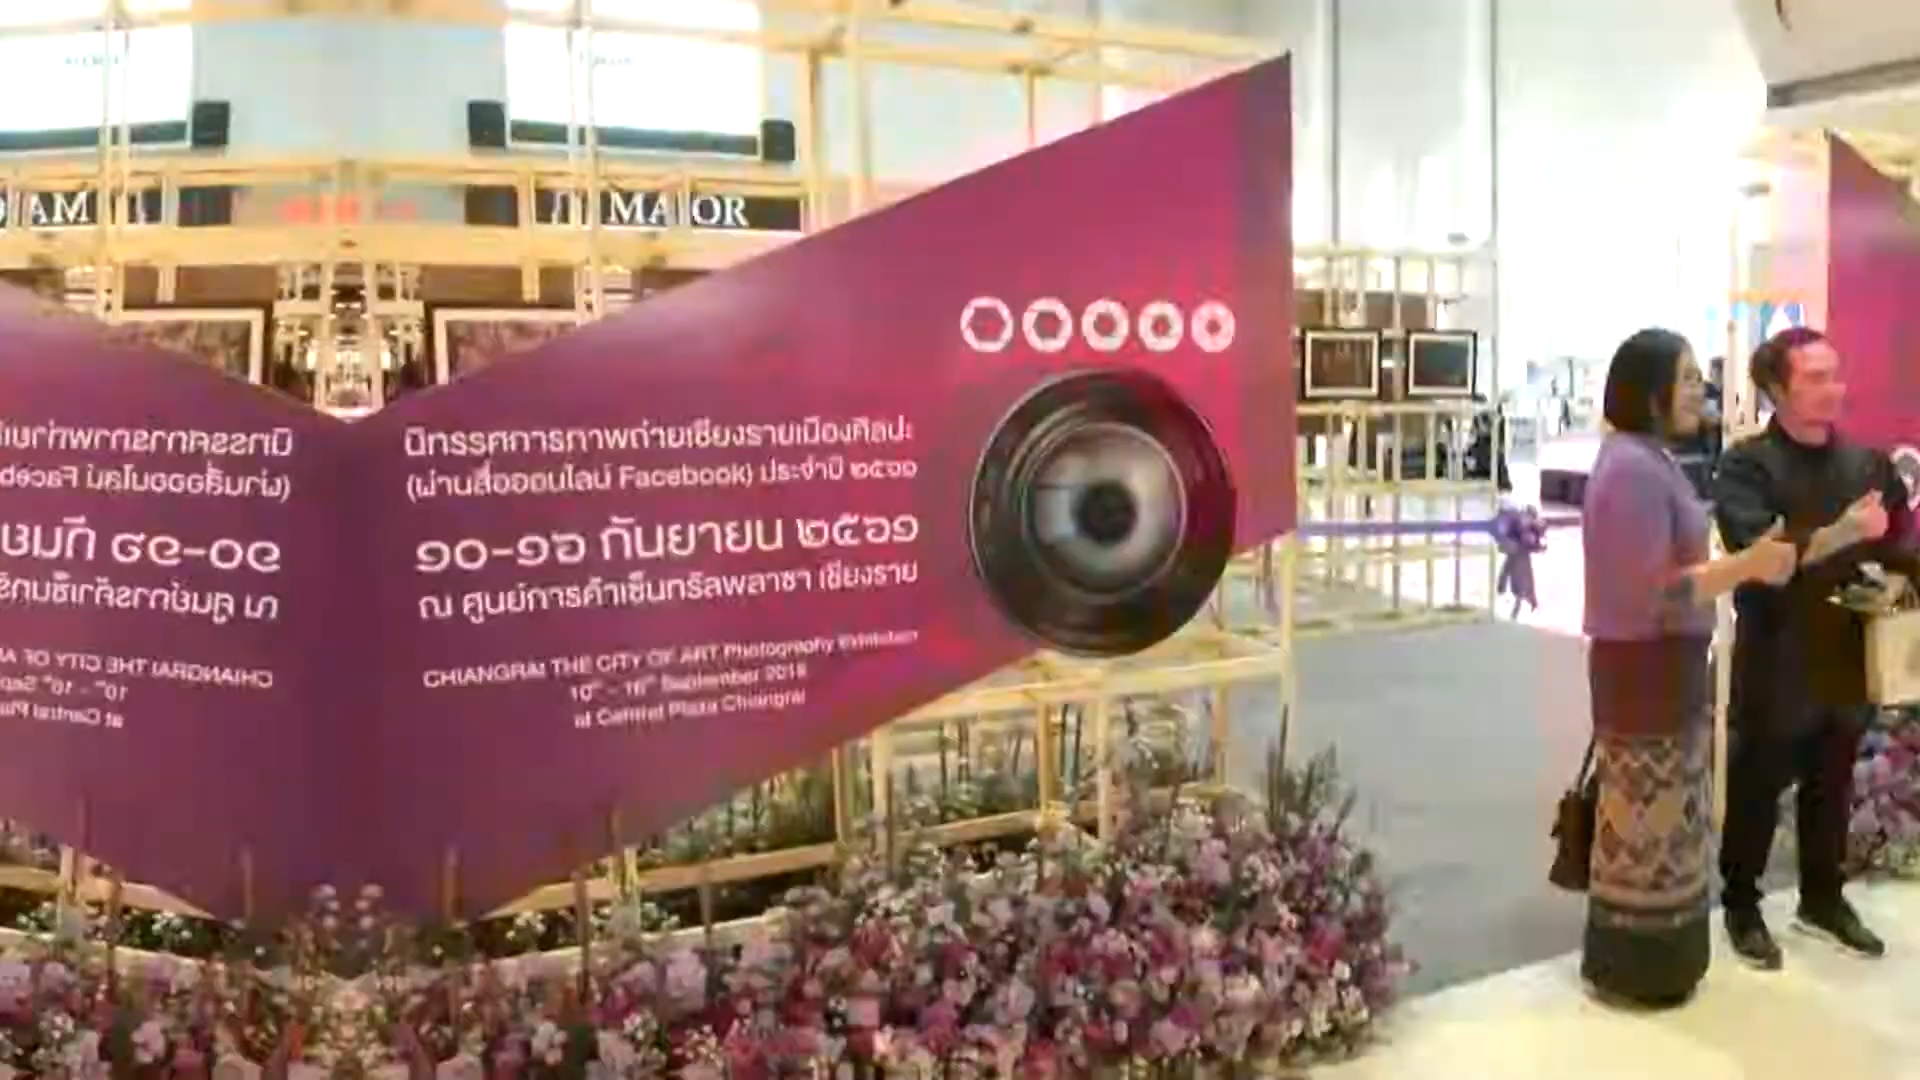 MAJOR
นิทรรศการภาพถ่ายเชียงรายเมืองศิลปะ
(ผ่านสื่อออนไลน์ Facebook) ประจำปี ๒๕๖๑
๑๐-๑๖ กันยายน ๒๕๖๑
ณ ศูนย์การค้าเซ็นทรัลพลาซา เชียงราย
CHIANGRAI THE CITY OF ART Photography Exhibition
10th - 16th September 2018
at Central Plaza Chiangrai